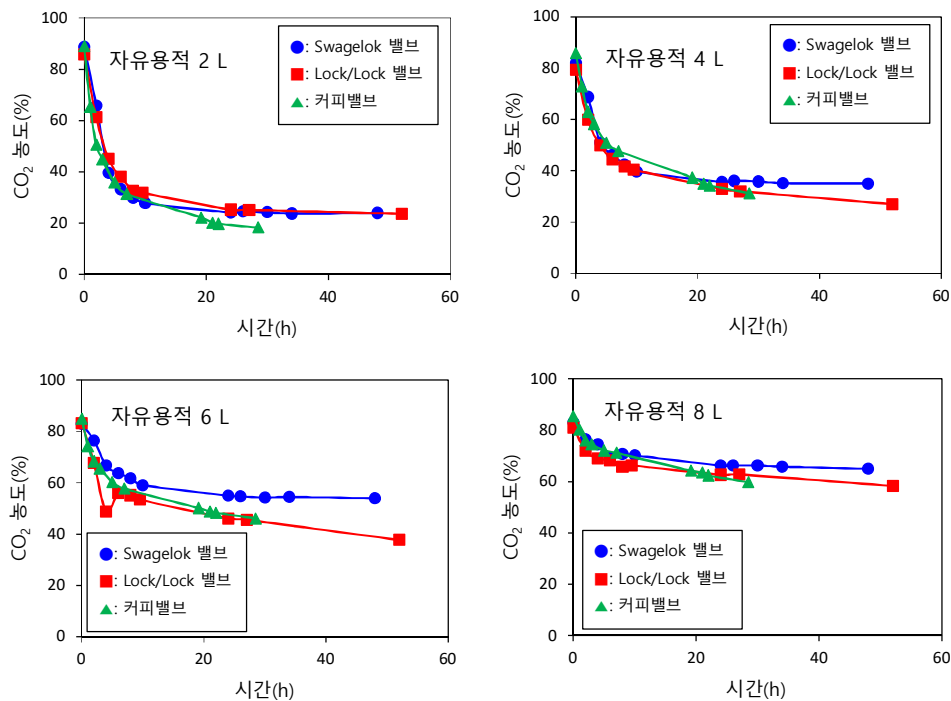 자유용적 2 L
●: Swagelok 밸브
■: Lock/Lock 밸브
▲: 커피밸브
CO₂ 농도(%)
100
80
60
40
20
0
0 20 40 60
시간(h)
자유용적 4 L
●: Swagelok 밸브
■: Lock/Lock 밸브
▲: 커피밸브
CO₂ 농도(%)
100
80
60
40
20
0
0 20 40 60
시간(h)
자유용적 6 L
●: Swagelok 밸브
■: Lock/Lock 밸브
▲: 커피밸브
CO₂ 농도(%)
100
80
60
40
20
0
0 20 40 60
시간(h)
자유용적 8 L
●: Swagelok 밸브
■: Lock/Lock 밸브
▲: 커피밸브
CO₂ 농도(%)
100
80
60
40
20
0
0 20 40 60
시간(h)